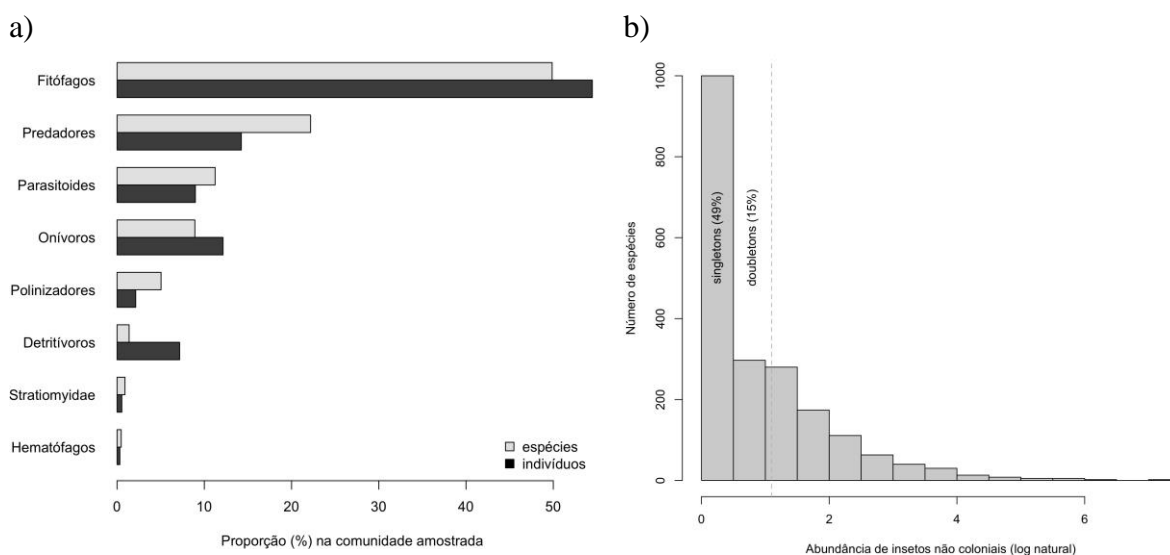 a)
Fitófagos
Predadores
Parasitoides
Onívoros
Polinizadores
Detritívoros
Stratiomyidae
Hematófagos
espécies
indivíduos
0 10 20 30 40 50
Proporção (%) na comunidade amostrada
b)
Número de espécies
1000
800
600
400
200
0
singletons (49%)
doubletons (15%)
0 2 4 6
Abundância de insetos não coloniais (log natural)